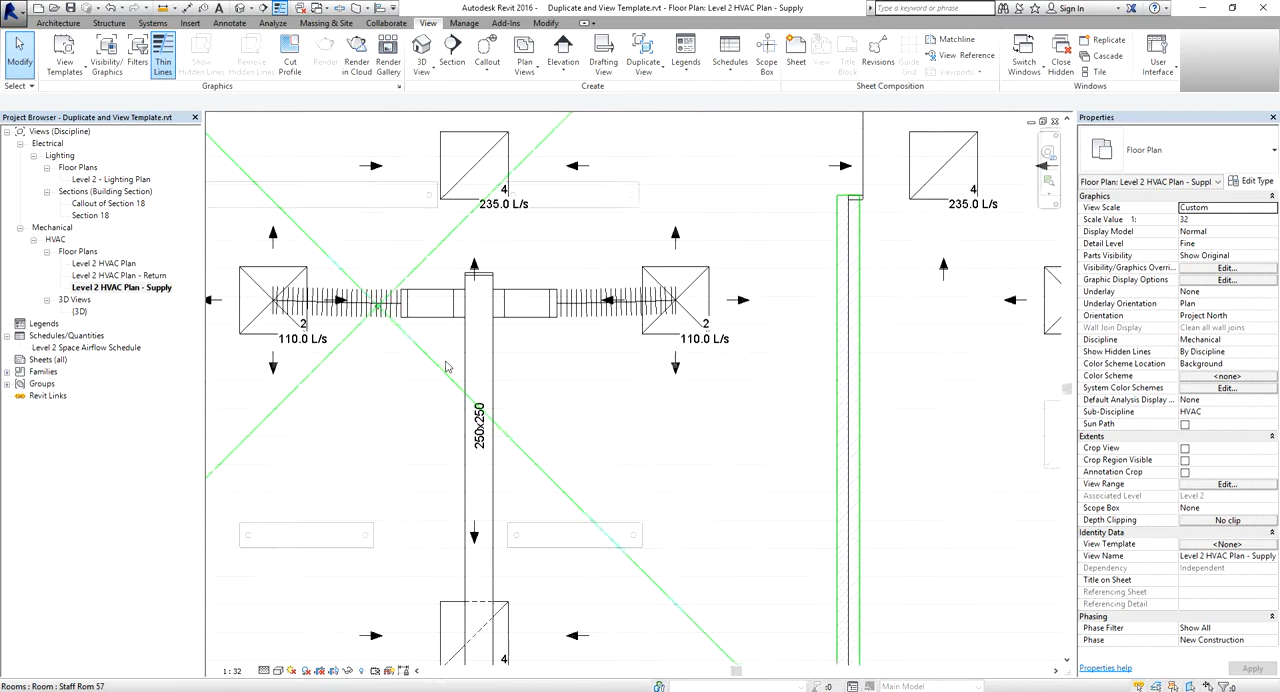 Autodesk Revit 2016 - Duplicate and View Template.rvt - Floor Plan: Level 2 HVAC Plan - Supply
Type a keyword or phrase
Sign In
Architecture Structure Systems Insert Annotate Analyze Massing & Site Collaborate View Manage Add-Ins Modify
Modify
View Templates
Visibility/ Graphics
Filters
Thin Lines
Show Hidden Lines
Remove Hidden Lines
Cut Profile
Render
Render in Cloud
Render Gallery
3D View
Section
Callout
Plan Views
Elevation
Drafting View
Duplicate View
Legends
Schedules
Scope Box
Sheet
View
Title Block
Revisions
Guide Grid
Matchline
View Reference
Viewports
Switch Windows
Close Hidden
Replicate
Cascade
Tile
User Interface
Select Graphics Create Sheet Composition Windows
Project Browser - Duplicate and View Template.rvt
Views (Discipline)
Electrical
Lighting
Floor Plans
Level 2 - Lighting Plan
Sections (Building Section)
Callout of Section 18
Section 18
Mechanical
HVAC
Floor Plans
Level 2 HVAC Plan
Level 2 HVAC Plan - Return
Level 2 HVAC Plan - Supply
3D Views
{3D}
Legends
Schedules/Quantities
Level 2 Space Airflow Schedule
Sheets (all)
Families
Groups
Revit Links
4
235.0 L/s
4
235.0 L/s
2
110.0 L/s
2
110.0 L/s
250x250
4
1 : 32
Properties
Floor Plan
Floor Plan: Level 2 HVAC Plan - Suppl
Edit Type
Graphics
View Scale Custom
Scale Value 1: 32
Display Model Normal
Detail Level Fine
Parts Visibility Show Original
Visibility/Graphics Overri... Edit...
Graphic Display Options Edit...
Underlay None
Underlay Orientation Plan
Orientation Project North
Wall Join Display Clean all wall joins
Discipline Mechanical
Show Hidden Lines By Discipline
Color Scheme Location Background
Color Scheme <none>
System Color Schemes Edit...
Default Analysis Display ... None
Sub-Discipline HVAC
Sun Path
Extents
Crop View
Crop Region Visible
Annotation Crop
View Range Edit...
Associated Level Level 2
Scope Box None
Depth Clipping No clip
Identity Data
View Template <None>
View Name Level 2 HVAC Plan - Supply
Dependency Independent
Title on Sheet
Referencing Sheet
Referencing Detail
Phasing
Phase Filter Show All
Phase New Construction
Properties help
Apply
Rooms : Room : Staff Rom 57
:0
Main Model
:0